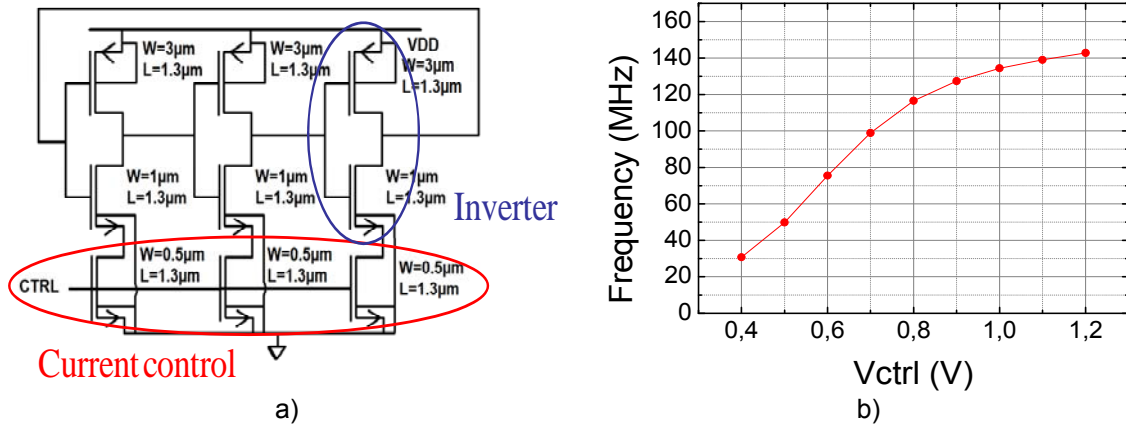 W=3µm
L=1.3µm
W=3µm
L=1.3µm
VDD
W=3µm
L=1.3µm
W=1µm
L=1.3µm
W=1µm
L=1.3µm
W=1µm
L=1.3µm
Inverter
W=0.5µm
L=1.3µm
W=0.5µm
L=1.3µm
W=0.5µm
L=1.3µm
CTRL
Current control
a)
Frequency (MHz)
160
140
120
100
80
60
40
20
0
0,4
0,6
0,8
1,0
1,2
Vctrl (V)
b)